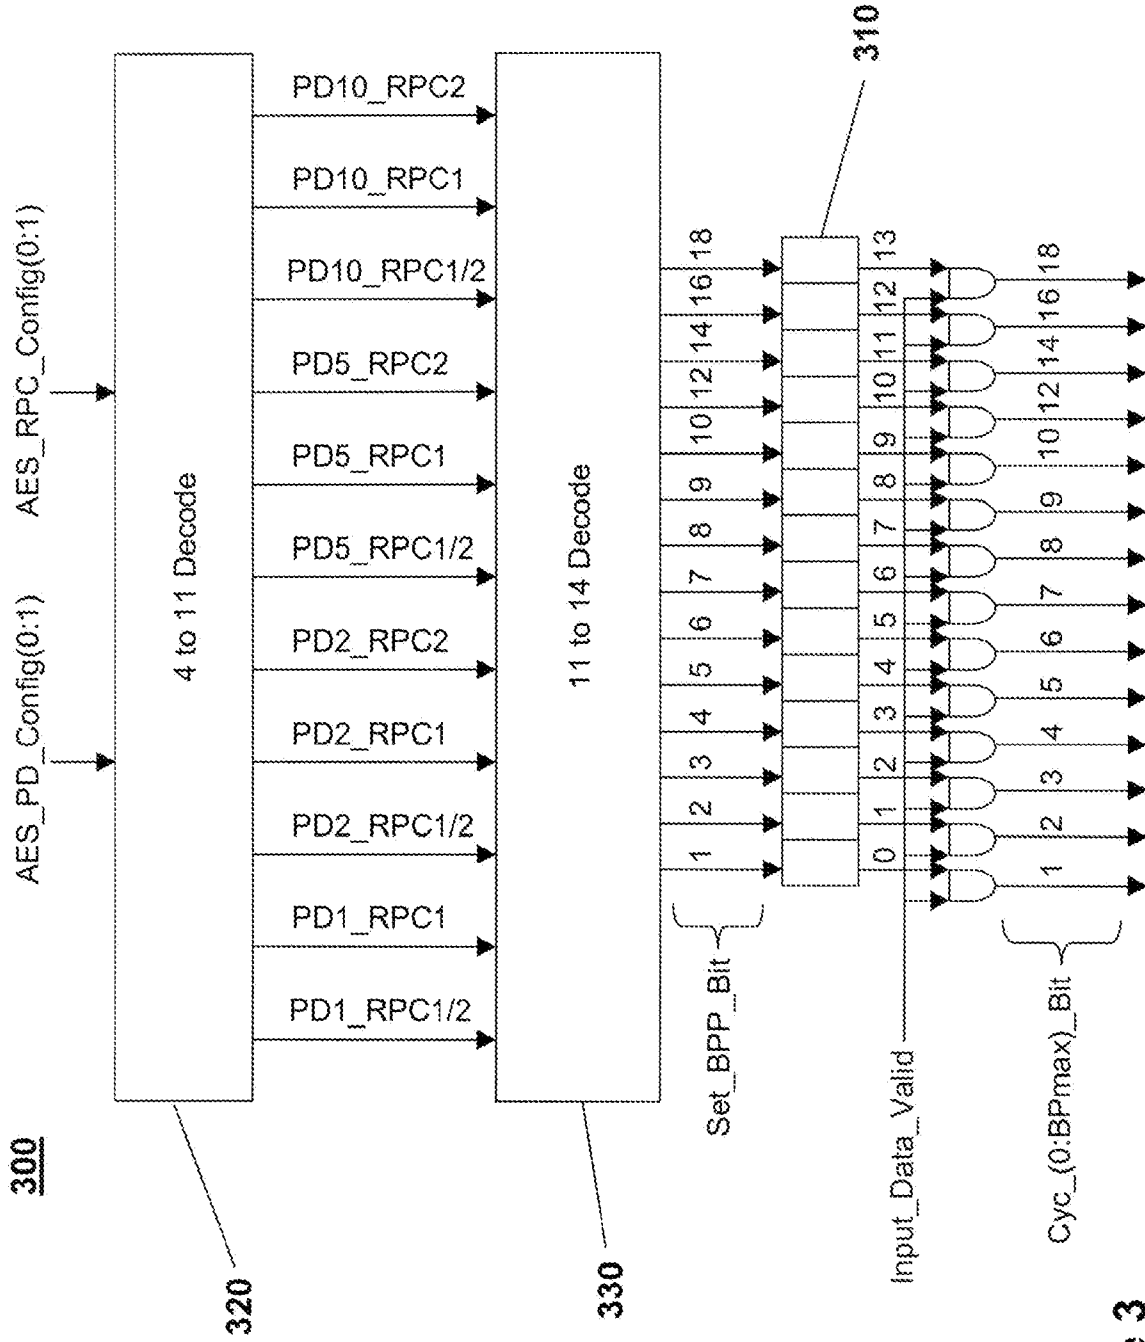 300
AES_PD_Config(0:1) AES_RPC_Config(0:1)
4 to 11 Decode
320
PD1_RPC1/2 PD1_RPC1 PD2_RPC1/2 PD2_RPC1 PD2_RPC2 PD5_RPC1/2 PD5_RPC1 PD5_RPC2 PD10_RPC1/2 PD10_RPC1 PD10_RPC2
11 to 14 Decode
330
Set_BPP_Bit
1 2 3 4 5 6 7 8 9 10 12 14 16 18
310
0 1 2 3 4 5 6 7 8 9 10 11 12 13
Input_Data_Valid
Cyc_(0:BPmax)_Bit
1 2 3 4 5 6 7 8 9 10 12 14 16 18
3